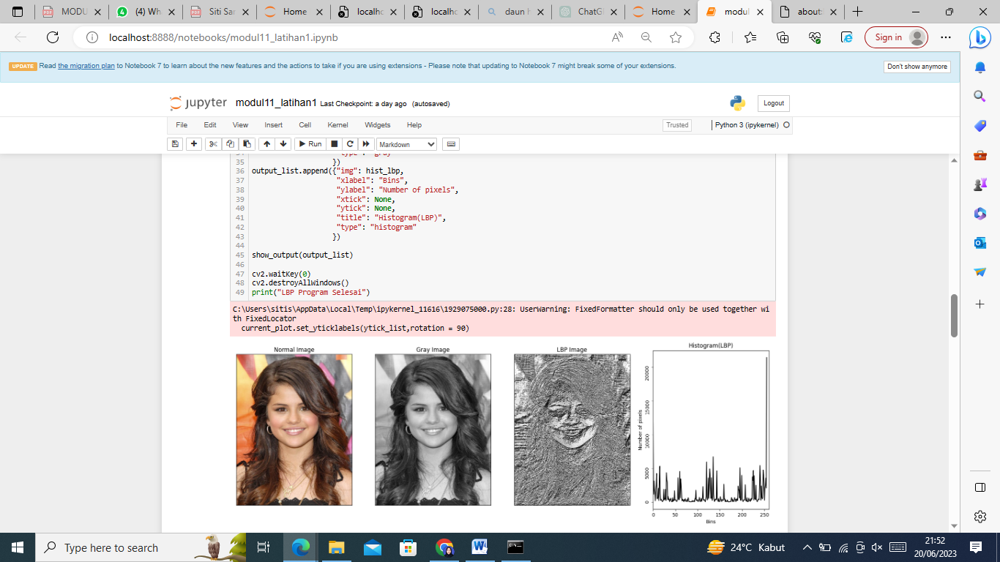 MODU
(4) Wh
Siti Sar
Home
localhc
localhc
daun h
ChatG
Home
modul
about:
localhost:8888/notebooks/modul11_latihan1.ipynb
Sign in
UPDATE Read the migration plan to Notebook 7 to learn about the new features and the actions to take if you are using extensions - Please note that updating to Notebook 7 might break some of your extensions.
Don't show anymore
jupyter modul11_latihan1 Last Checkpoint: a day ago (autosaved)
Logout
File Edit View Insert Cell Kernel Widgets Help
Trusted
Python 3 (ipykernel)
Run
Markdown
34 "type": "gray"
35 })
36 output_list.append({"img": hist_lbp,
37 "xlabel": "Bins",
38 "ylabel": "Number of pixels",
39 "xtick": None,
40 "ytick": None,
41 "title": "Histogram(LBP)",
42 "type": "histogram"
43 })
44
45 show_output(output_list)
46
47 cv2.waitKey(0)
48 cv2.destroyAllWindows()
49 print("LBP Program Selesai")
C:\Users\sitis\AppData\Local\Temp\ipykernel_11616\1929075000.py:28: UserWarning: FixedFormatter should only be used together wi
th FixedLocator
current_plot.set_yticklabels(ytick_list,rotation = 90)
Normal Image
Gray Image
LBP Image
Histogram(LBP)
Number of pixels
20000
15000
10000
5000
0
0 50 100 150 200 250
Bins
Type here to search
24°C Kabut
21:52
20/06/2023